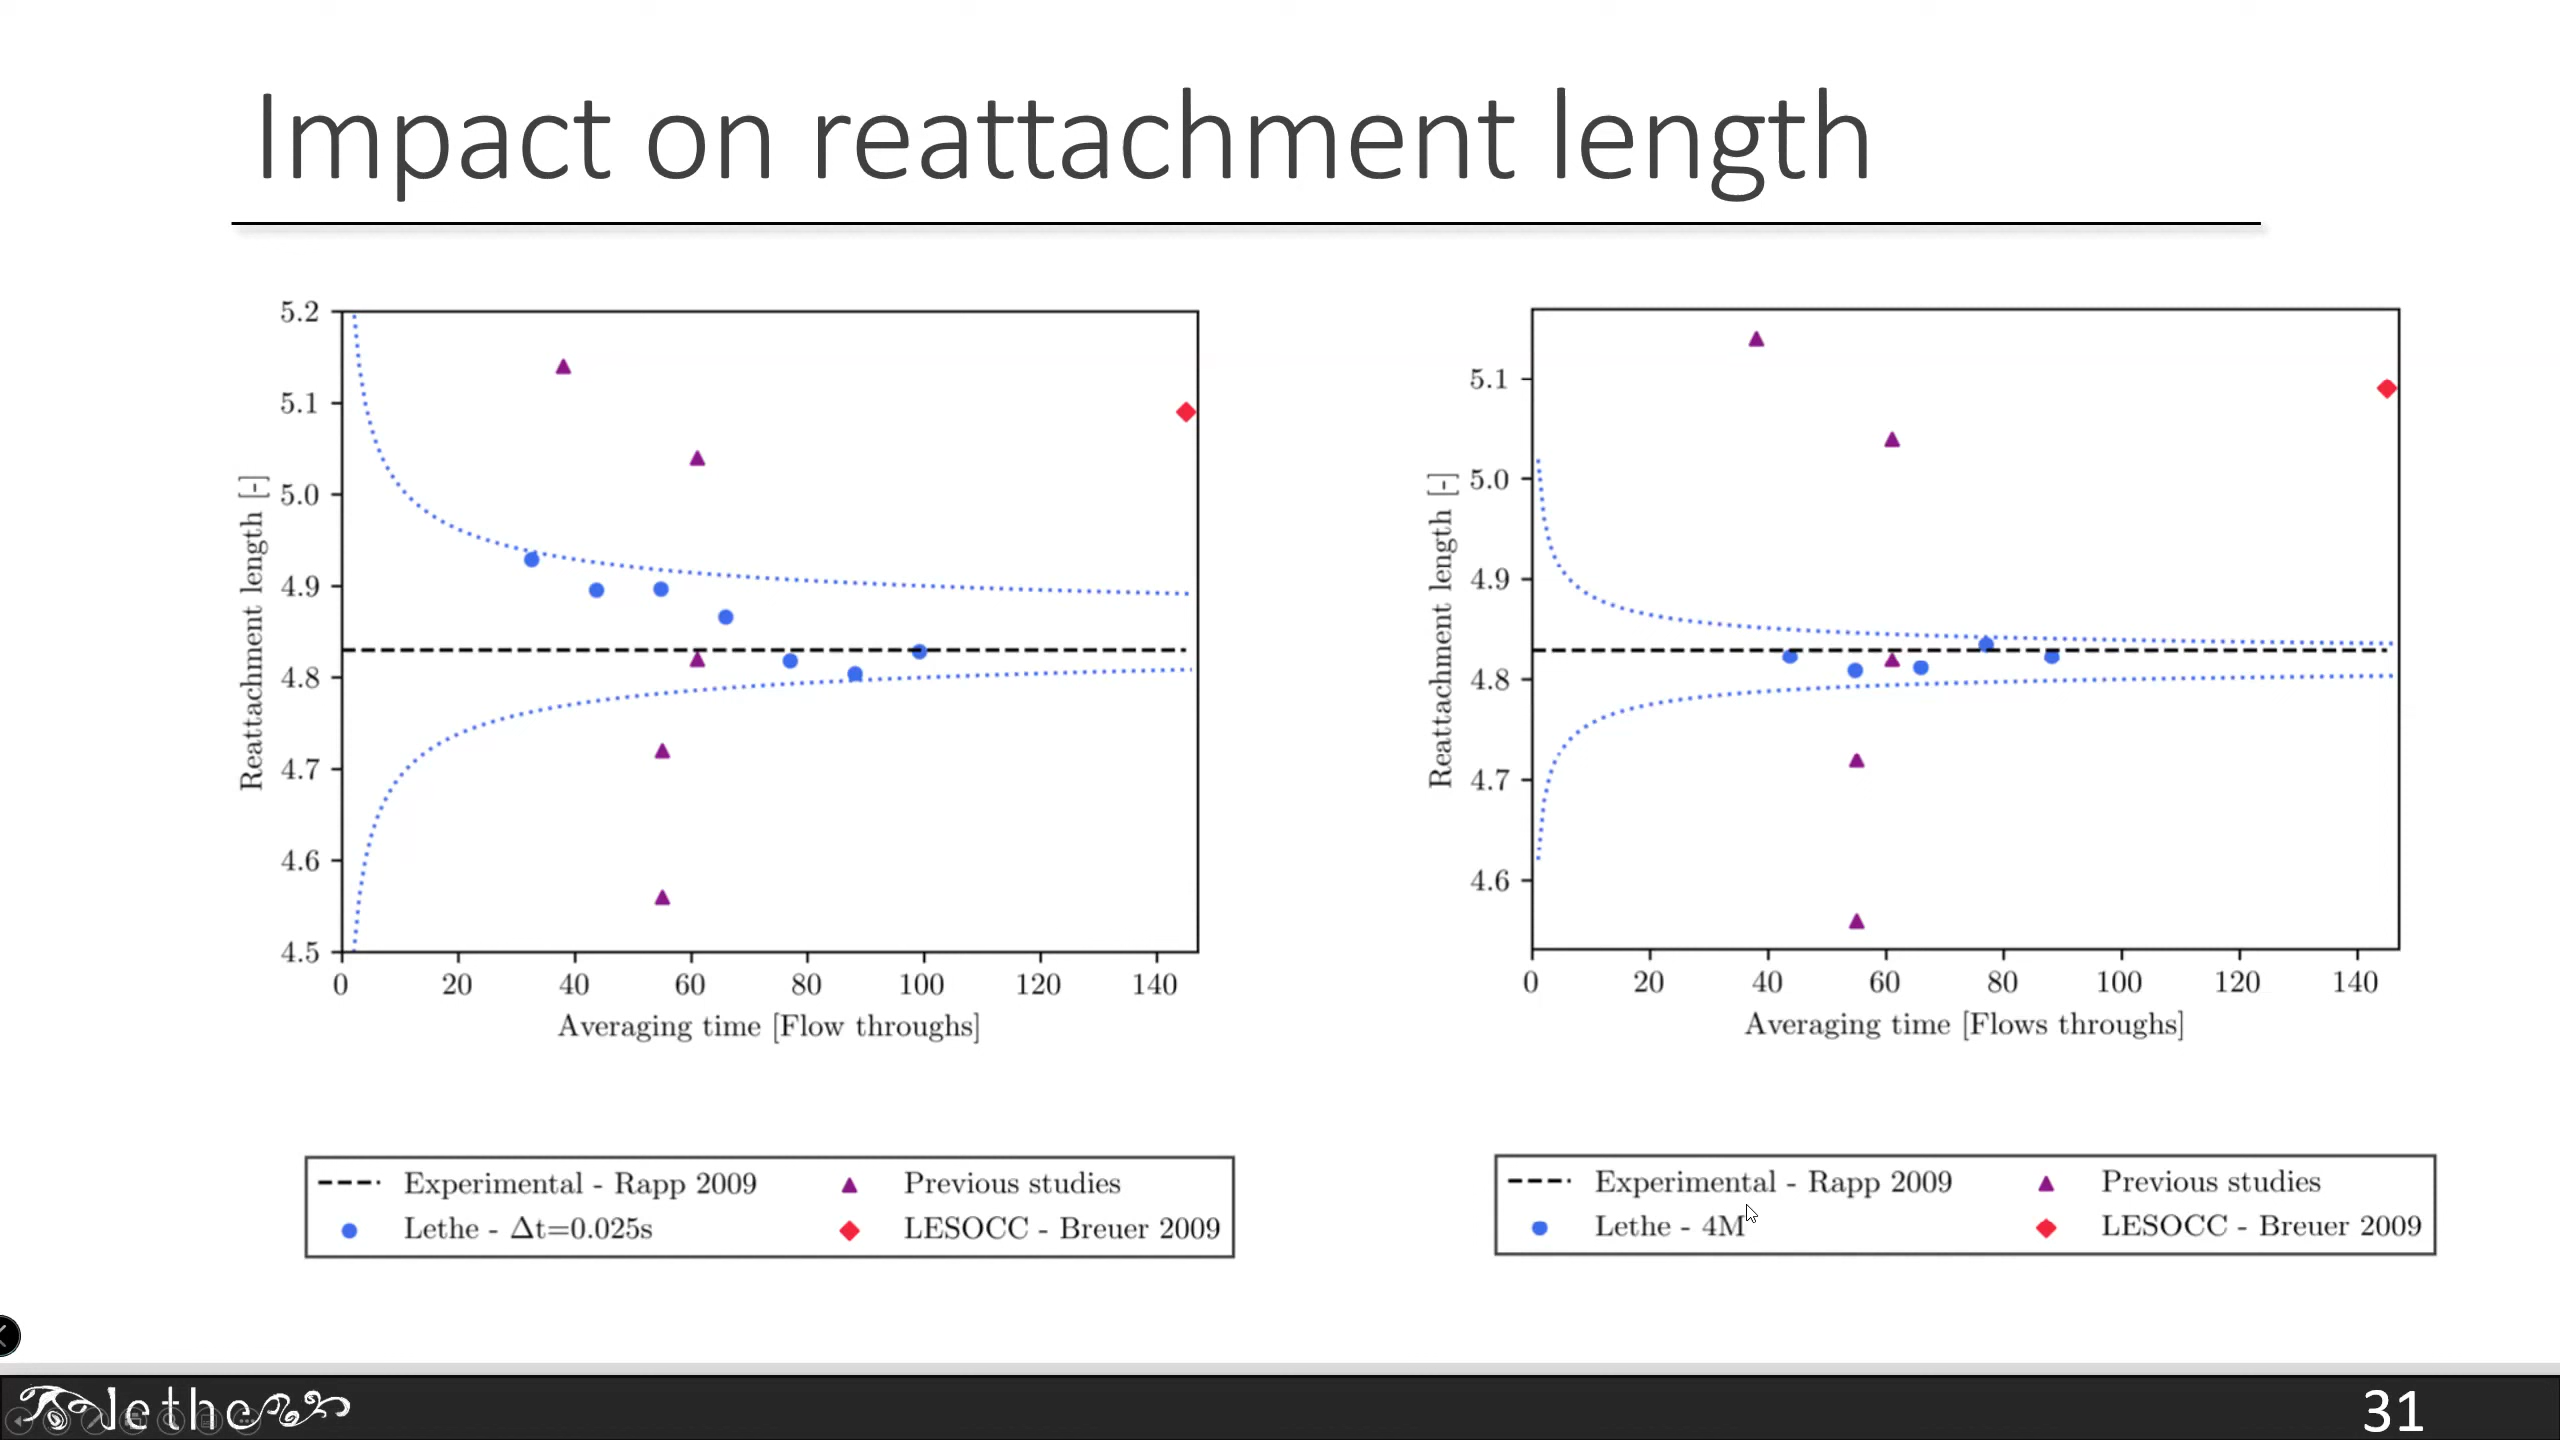 Impact on reattachment length
5.2
5.1
5.0
4.9
4.8
4.7
4.6
4.5
Reattachment length [-]
0 20 40 60 80 100 120 140
Averaging time [Flow throughs]
Experimental - Rapp 2009 Previous studies
Lethe - Δt=0.025s LESOCC - Breuer 2009
5.1
5.0
4.9
4.8
4.7
4.6
Reattachment length [-]
0 20 40 60 80 100 120 140
Averaging time [Flows throughs]
Experimental - Rapp 2009 Previous studies
Lethe - 4M LESOCC - Breuer 2009
lethe
31